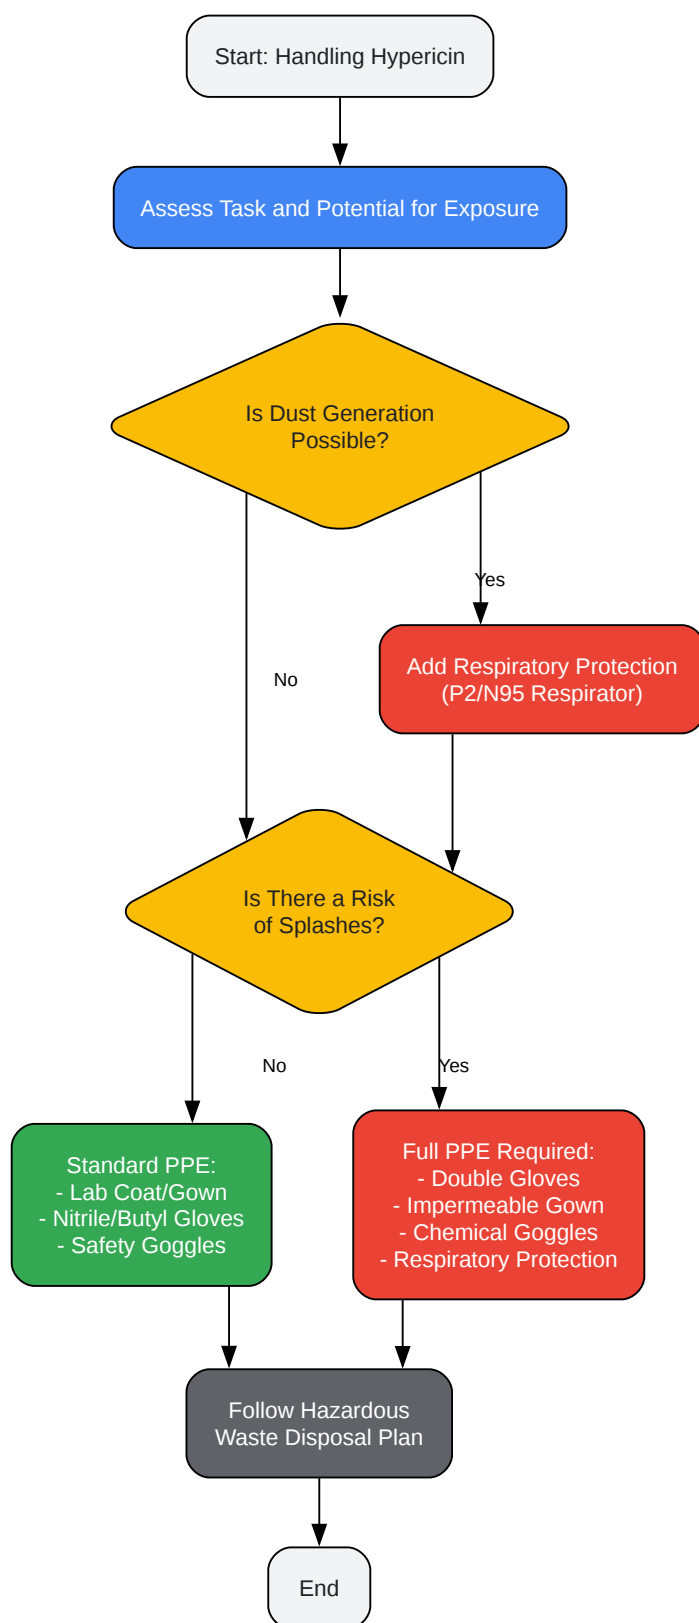 Start: Handling Hypericin
Assess Task and Potential for Exposure
Is Dust Generation
Possible?
Yes
Add Respiratory Protection
(P2/N95 Respirator)
No
Is There a Risk
of Splashes?
No
Yes
Standard PPE:
- Lab Coat/Gown
- Nitrile/Butyl Gloves
- Safety Goggles
Full PPE Required:
- Double Gloves
- Impermeable Gown
- Chemical Goggles
- Respiratory Protection
Follow Hazardous
Waste Disposal Plan
End